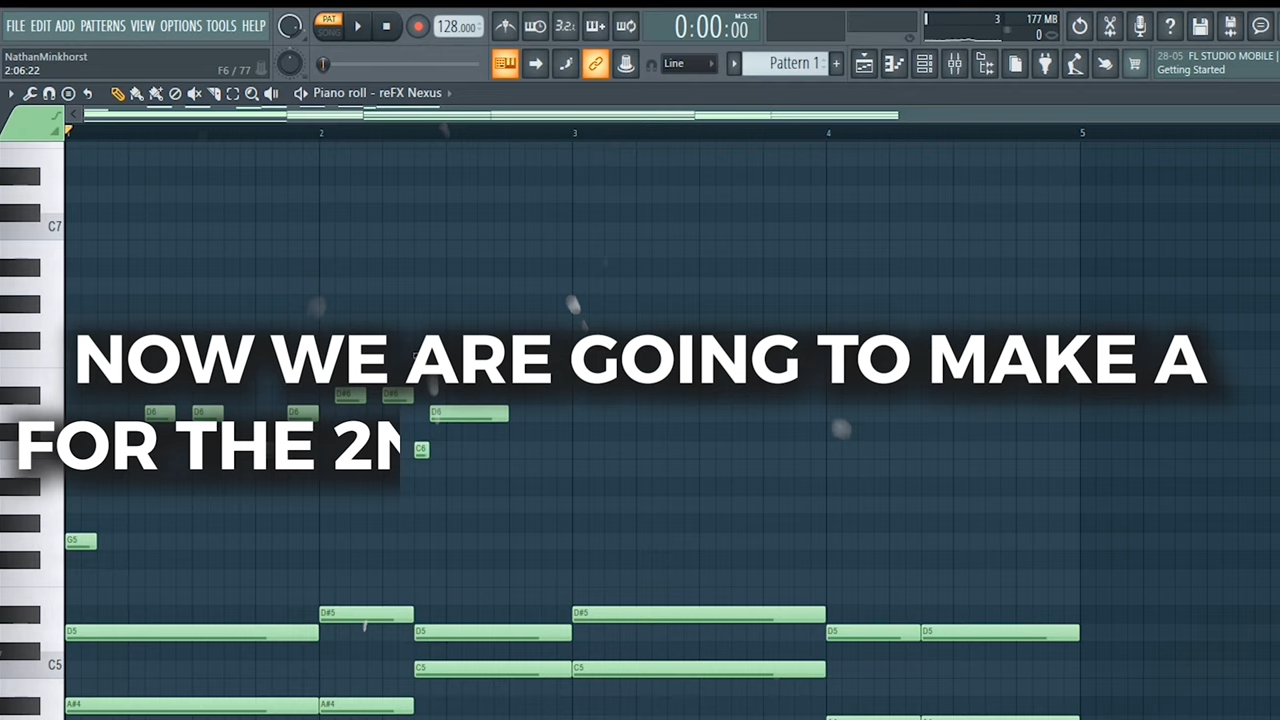 FILE EDIT ADD PATTERNS VIEW OPTIONS TOOLS HELP
PAT
SONG
128.000
3.2:
0:00:00
M:S:CS
3
177 MB
0
NathanMinkhorst
2:06:22
F6 / 77
Line
Pattern 1
28-05 FL STUDIO MOBILE |
Getting Started
Piano roll - reFX Nexus
2
3
4
5
C7
NOW WE ARE GOING TO MAKE A
D#6
D#6
D6
D6
D6
D6
FOR THE 2N
C6
G5
D#5
D#5
D5
D5
D5
D5
C5
C5
C5
A#4
A#4